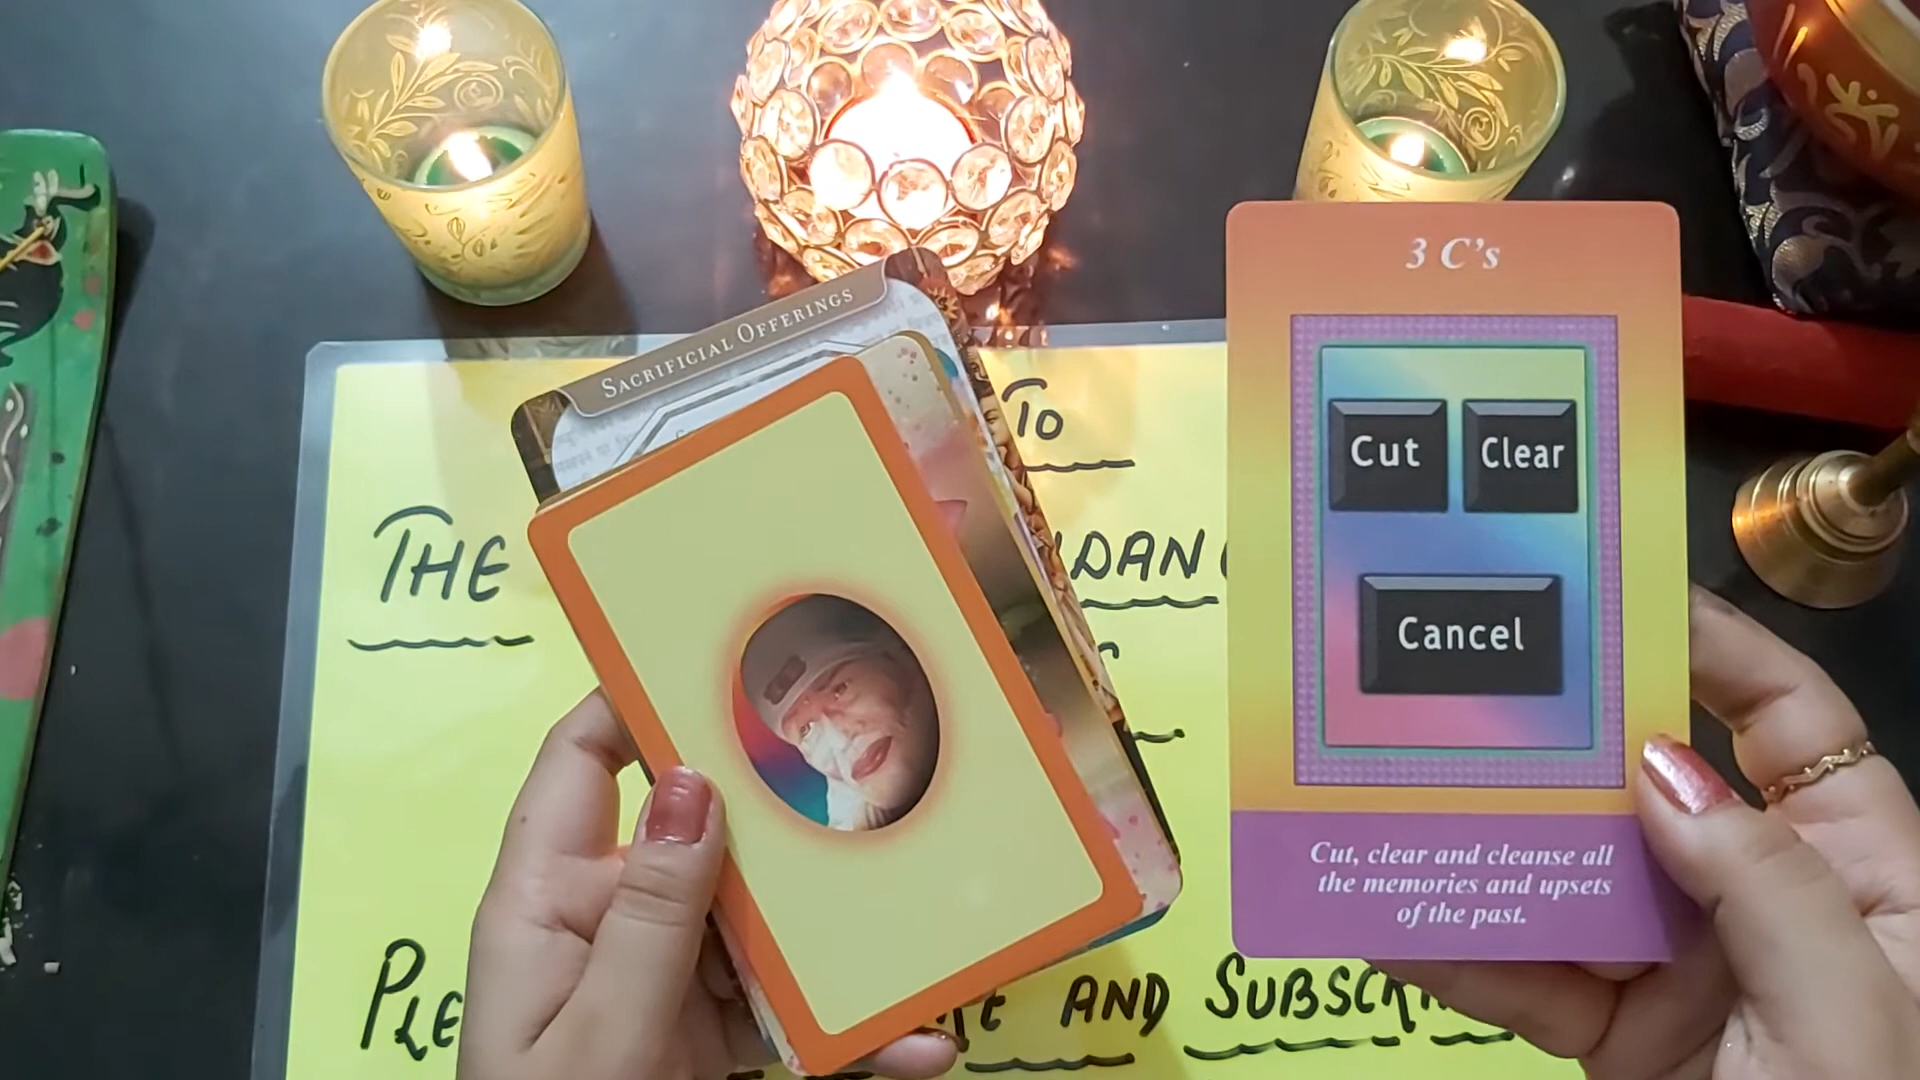 3 C's
Cut Clear
Cancel
Cut, clear and cleanse all
the memories and upsets
of the past.
SACRIFICIAL OFFERINGS
TO
THE
AND SUBSCRI